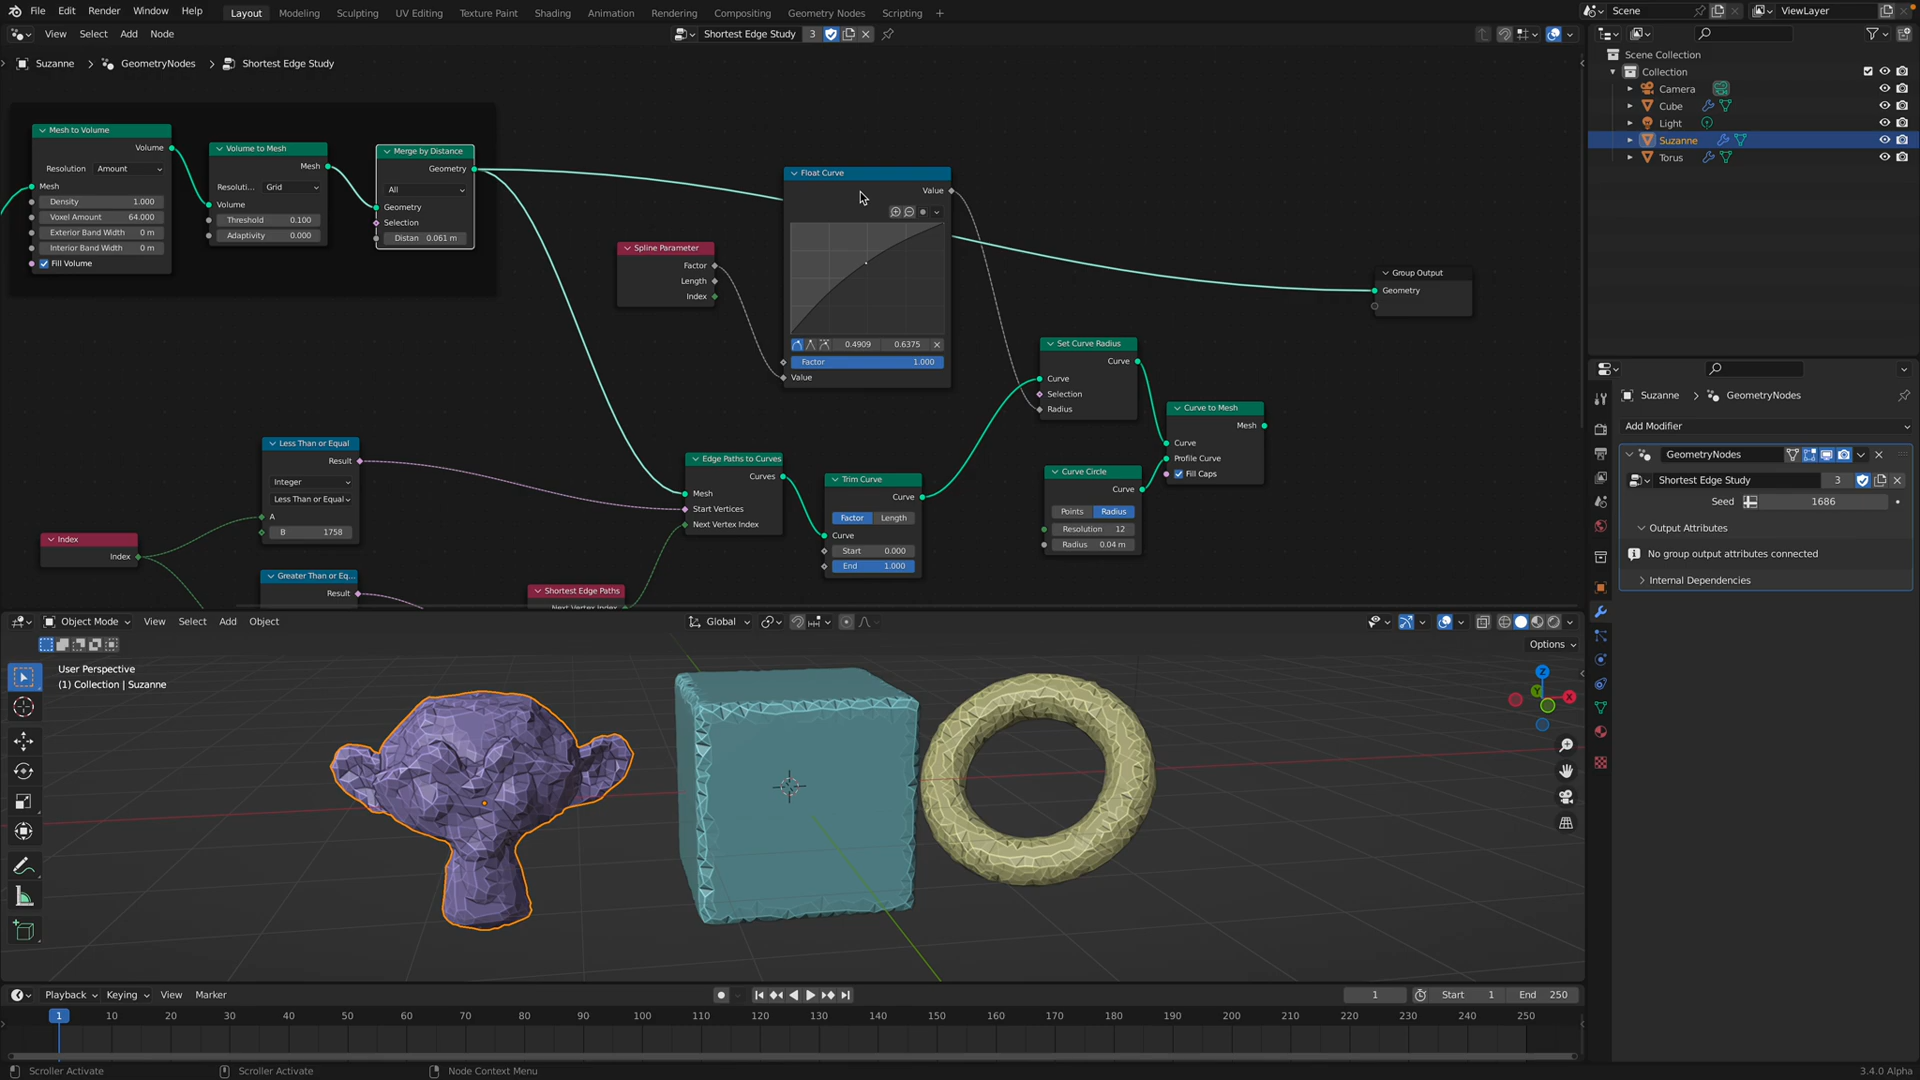 File Edit Render Window Help Layout Modeling Sculpting UV Editing Texture Paint Shading Animation Rendering Compositing Geometry Nodes Scripting + Scene ViewLayer
View Select Add Node Shortest Edge Study 3
Suzanne > GeometryNodes > Shortest Edge Study
Scene Collection
Collection
Camera
Cube
Light
Suzanne
Torus
Mesh to Volume
Volume
Resolution Amount
Mesh
Density 1.000
Voxel Amount 64.000
Exterior Band Width 0 m
Interior Band Width 0 m
Fill Volume
Volume to Mesh
Mesh
Resoluti... Grid
Volume
Threshold 0.100
Adaptivity 0.000
Merge by Distance
Geometry
All
Geometry
Selection
Distan 0.061 m
Spline Parameter
Factor
Length
Index
Float Curve
Value
0.4909 0.6375
Factor 1.000
Value
Group Output
Geometry
Set Curve Radius
Curve
Curve
Selection
Radius
Curve to Mesh
Mesh
Curve
Profile Curve
Fill Caps
Curve Circle
Curve
Points Radius
Resolution 12
Radius 0.04 m
Less Than or Equal
Result
Integer
Less Than or Equal
A
B 1758
Edge Paths to Curves
Curves
Mesh
Start Vertices
Next Vertex Index
Trim Curve
Curve
Factor Length
Curve
Start 0.000
End 1.000
Index
Index
Greater Than or Eq...
Result
Shortest Edge Paths
Next Vertex Index
Suzanne > GeometryNodes
Add Modifier
GeometryNodes
Shortest Edge Study 3
Seed 1686
Output Attributes
No group output attributes connected
Internal Dependencies
Object Mode View Select Add Object Global
Options
User Perspective
(1) Collection | Suzanne
Z
Y
X
Playback Keying View Marker 1 Start 1 End 250
1 10 20 30 40 50 60 70 80 90 100 110 120 130 140 150 160 170 180 190 200 210 220 230 240 250
Scroller Activate Scroller Activate Node Context Menu 3.4.0 Alpha